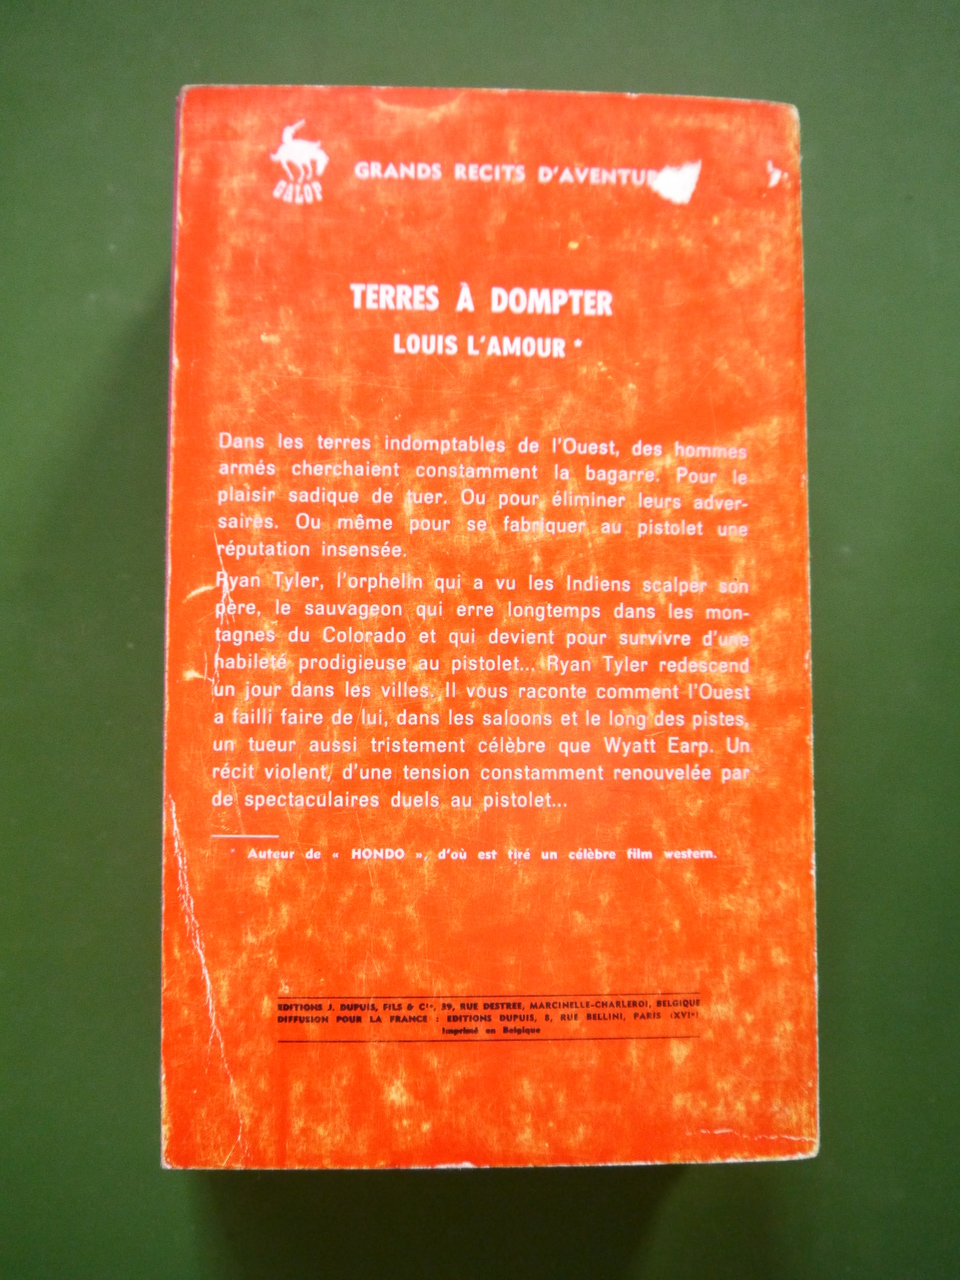 GALOP
GRANDS RECITS D'AVENTUR
TERRES À DOMPTER
LOUIS L'AMOUR *
Dans les terres indomptables de l'Ouest, des hommes
armés cherchaient constamment la bagarre. Pour le
plaisir sadique de tuer. Ou pour éliminer leurs adver-
saires. Ou même pour se fabriquer au pistolet une
réputation insensée.
Ryan Tyler, l'orphelin qui a vu les Indiens scalper son
père, le sauvageon qui erre longtemps dans les mon-
tagnes du Colorado et qui devient pour survivre d'une
habileté prodigieuse au pistolet... Ryan Tyler redescend
un jour dans les villes. Il vous raconte comment l'Ouest
a failli faire de lui, dans les saloons et le long des pistes,
un tueur aussi tristement célèbre que Wyatt Earp. Un
récit violent, d'une tension constamment renouvelée par
de spectaculaires duels au pistolet...
* Auteur de « HONDO », d'où est tiré un célèbre film western.
EDITIONS J. DUPUIS, FILS & Cie, 39, RUE DESTREE, MARCINELLE-CHARLEROI, BELGIQUE
DIFFUSION POUR LA FRANCE : EDITIONS DUPUIS, 8, RUE BELLINI, PARIS (XVIe)
Imprimé en Belgique